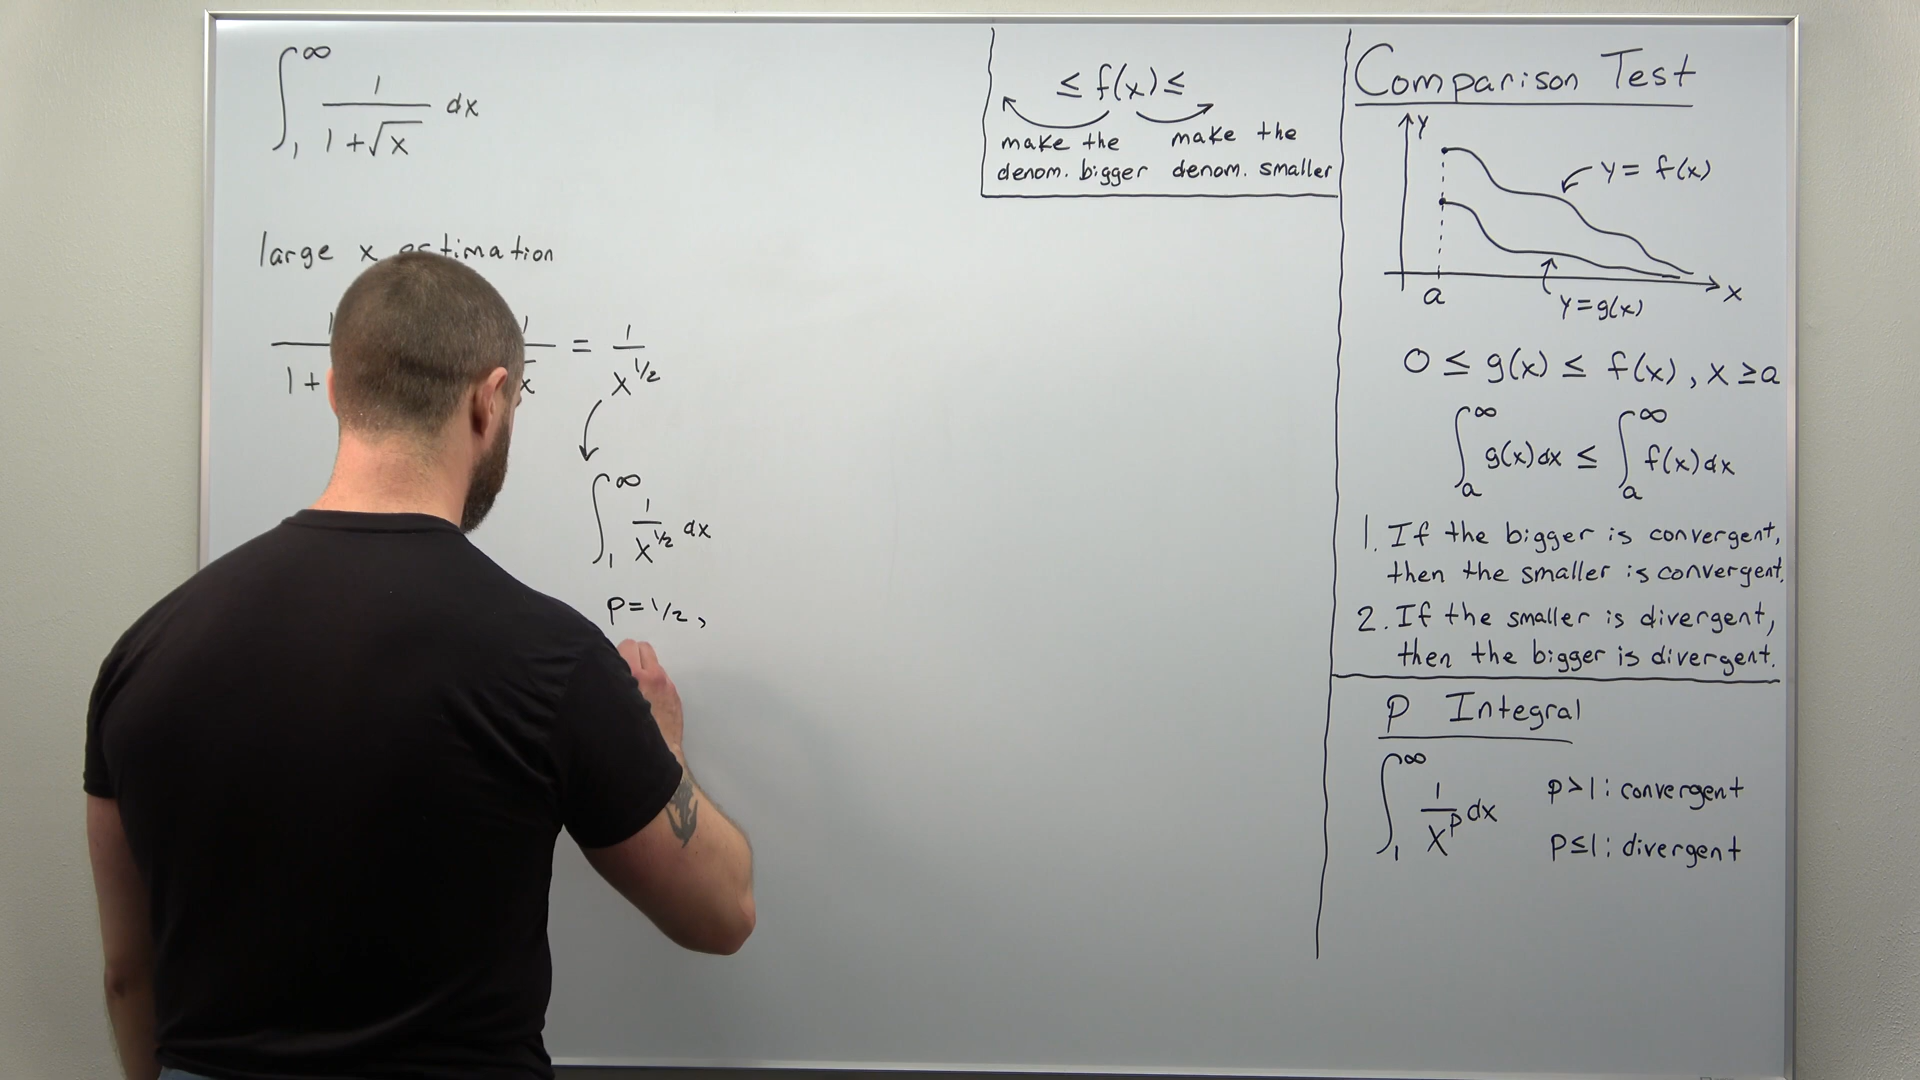 ∫₁^∞ 1/(1+√x) dx
large x estimation
1/(1+ 1/ x = 1/x^(1/2)
∫₁^∞ 1/x^(1/2) dx
p=1/2,
≤ f(x) ≤
make the denom. bigger
make the denom. smaller
Comparison Test
y
y = f(x)
a
x
y=g(x)
0 ≤ g(x) ≤ f(x), x ≥ a
∫ₐ^∞ g(x)dx ≤ ∫ₐ^∞ f(x)dx
1. If the bigger is convergent,
then the smaller is convergent.
2. If the smaller is divergent,
then the bigger is divergent.
P Integral
∫₁^∞ 1/x^p dx
p>1: convergent
p≤1: divergent